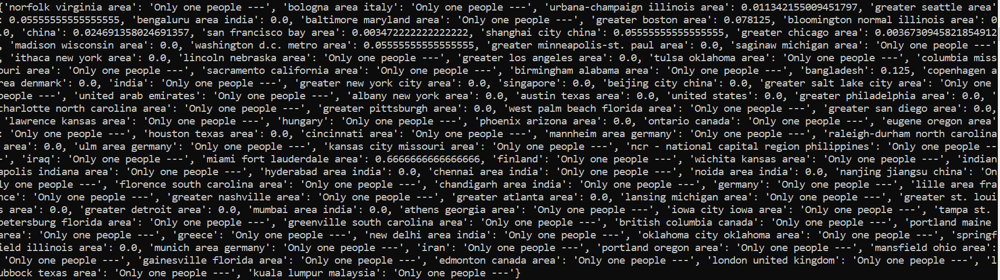 {'norfolk virginia area': 'Only one people ---', 'bologna area italy': 'Only one people ---', 'urbana-champaign illinois area': 0.011342155009451797, 'greater seattle area'
: 0.05555555555555555, 'bengaluru area india': 0.0, 'baltimore maryland area': 'Only one people ---', 'greater boston area': 0.078125, 'bloomington normal illinois area': 0
.0, 'china': 0.024691358024691357, 'san francisco bay area': 0.003472222222222222, 'shanghai city china': 0.05555555555555555, 'greater chicago area': 0.0036730945821854912
, 'madison wisconsin area': 0.0, 'washington d.c. metro area': 0.05555555555555555, 'greater minneapolis-st. paul area': 0.0, 'saginaw michigan area': 'Only one people ---'
, 'ithaca new york area': 0.0, 'lincoln nebraska area': 'Only one people ---', 'greater los angeles area': 0.0, 'tulsa oklahoma area': 'Only one people ---', 'columbia miss
ouri area': 'Only one people ---', 'sacramento california area': 'Only one people ---', 'birmingham alabama area': 'Only one people ---', 'bangladesh': 0.125, 'copenhagen a
rea denmark': 0.0, 'india': 'Only one people ---', 'greater new york city area': 0.0, 'singapore': 0.0, 'beijing city china': 0.0, 'greater salt lake city area': 'Only one
people ---', 'united arab emirates': 'Only one people ---', 'albany new york area': 0.0, 'austin texas area': 0.0, 'united states': 0.0, 'greater philadelphia area': 0.0, '
charlotte north carolina area': 'Only one people ---', 'greater pittsburgh area': 0.0, 'west palm beach florida area': 'Only one people ---', 'greater san diego area': 0.0,
'lawrence kansas area': 'Only one people ---', 'hungary': 'Only one people ---', 'phoenix arizona area': 0.0, 'ontario canada': 'Only one people ---', 'eugene oregon area'
: 'Only one people ---', 'houston texas area': 0.0, 'cincinnati area': 'Only one people ---', 'mannheim area germany': 'Only one people ---', 'raleigh-durham north carolina
area': 0.0, 'ulm area germany': 'Only one people ---', 'kansas city missouri area': 'Only one people ---', 'ncr - national capital region philippines': 'Only one people --
-', 'iraq': 'Only one people ---', 'miami fort lauderdale area': 0.6666666666666666, 'finland': 'Only one people ---', 'wichita kansas area': 'Only one people ---', 'indian
apolis indiana area': 'Only one people ---', 'hyderabad area india': 0.0, 'chennai area india': 'Only one people ---', 'noida area india': 0.0, 'nanjing jiangsu china': 'On
ly one people ---', 'florence south carolina area': 'Only one people ---', 'chandigarh area india': 'Only one people ---', 'germany': 'Only one people ---', 'lille area fra
nce': 'Only one people ---', 'greater nashville area': 'Only one people ---', 'greater atlanta area': 0.0, 'lansing michigan area': 'Only one people ---', 'greater st. loui
s area': 0.0, 'greater detroit area': 0.0, 'mumbai area india': 0.0, 'athens georgia area': 'Only one people ---', 'iowa city iowa area': 'Only one people ---', 'tampa st.
petersburg florida area': 'Only one people ---', 'greenville south carolina area': 'Only one people ---', 'british columbia canada': 'Only one people ---', 'portland maine
area': 'Only one people ---', 'greece': 'Only one people ---', 'new delhi area india': 'Only one people ---', 'oklahoma city oklahoma area': 'Only one people ---', 'springf
ield illinois area': 0.0, 'munich area germany': 'Only one people ---', 'iran': 'Only one people ---', 'portland oregon area': 'Only one people ---', 'mansfield ohio area':
'Only one people ---', 'gainesville florida area': 'Only one people ---', 'edmonton canada area': 'Only one people ---', 'london united kingdom': 'Only one people ---', 'l
ubbock texas area': 'Only one people ---', 'kuala lumpur malaysia': 'Only one people ---'}